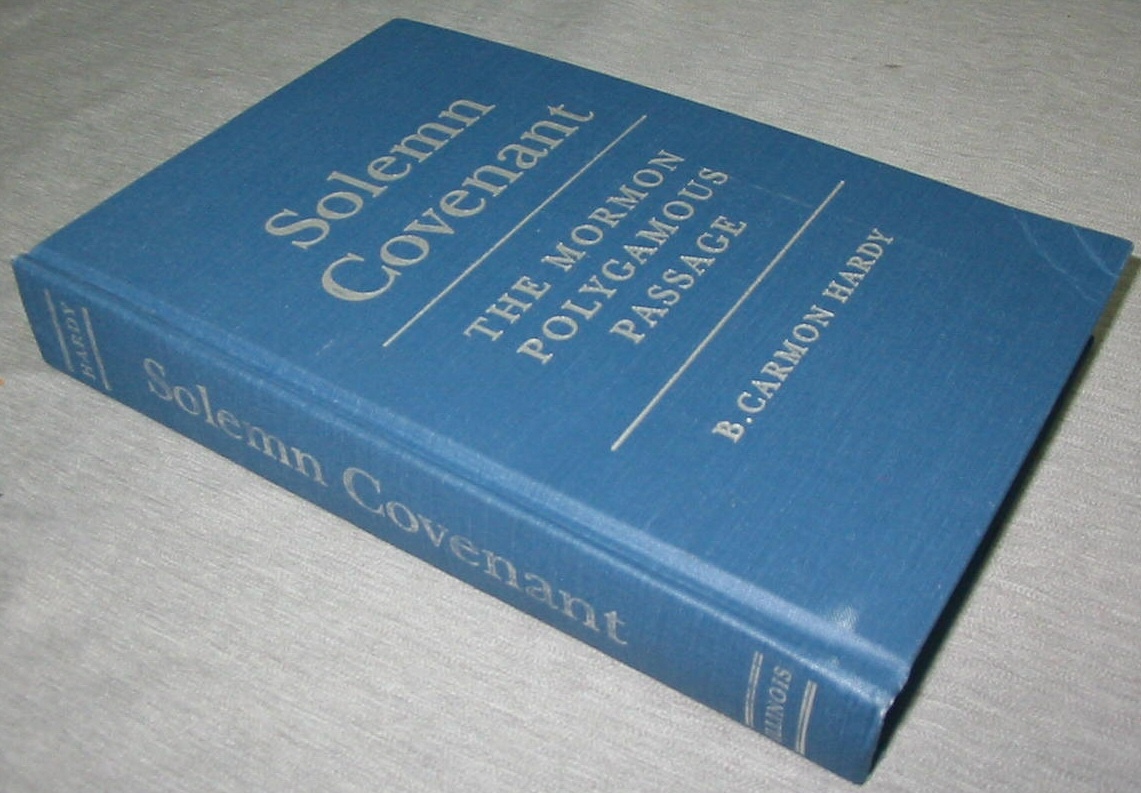 Solemn
Covenant
THE MORMON
POLYGAMOUS
PASSAGE
B. CARMON HARDY
HARDY
Solemn Covenant
ILLINOIS